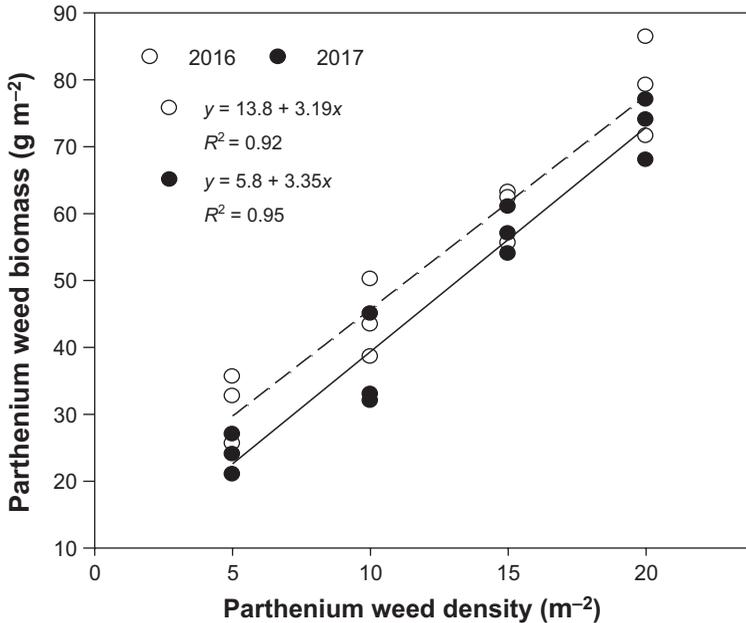 2016 2017
y = 13.8 + 3.19x
R² = 0.92
y = 5.8 + 3.35x
R² = 0.95
Parthenium weed biomass (g m⁻²)
90
80
70
60
50
40
30
20
10
0 5 10 15 20
Parthenium weed density (m⁻²)